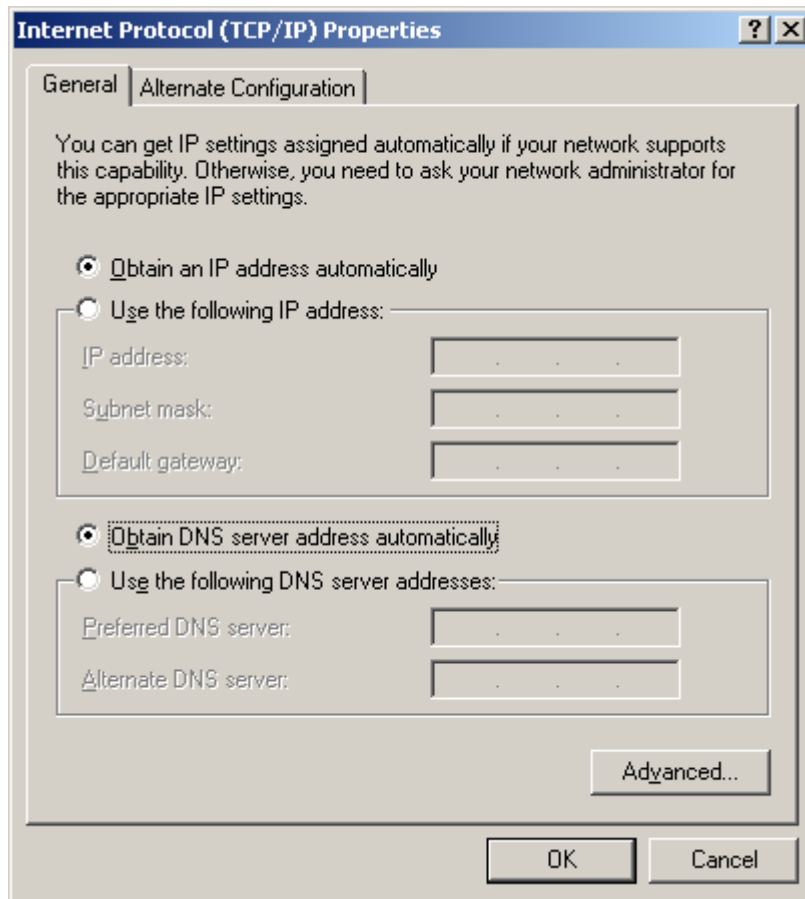 Internet Protocol (TCP/IP) Properties
General
Alternate Configuration
You can get IP settings assigned automatically if your network supports
this capability. Otherwise, you need to ask your network administrator for
the appropriate IP settings.
Obtain an IP address automatically
Use the following IP address:
IP address:
Subnet mask:
Default gateway:
Obtain DNS server address automatically
Use the following DNS server addresses:
Preferred DNS server:
Alternate DNS server:
Advanced...
OK
Cancel